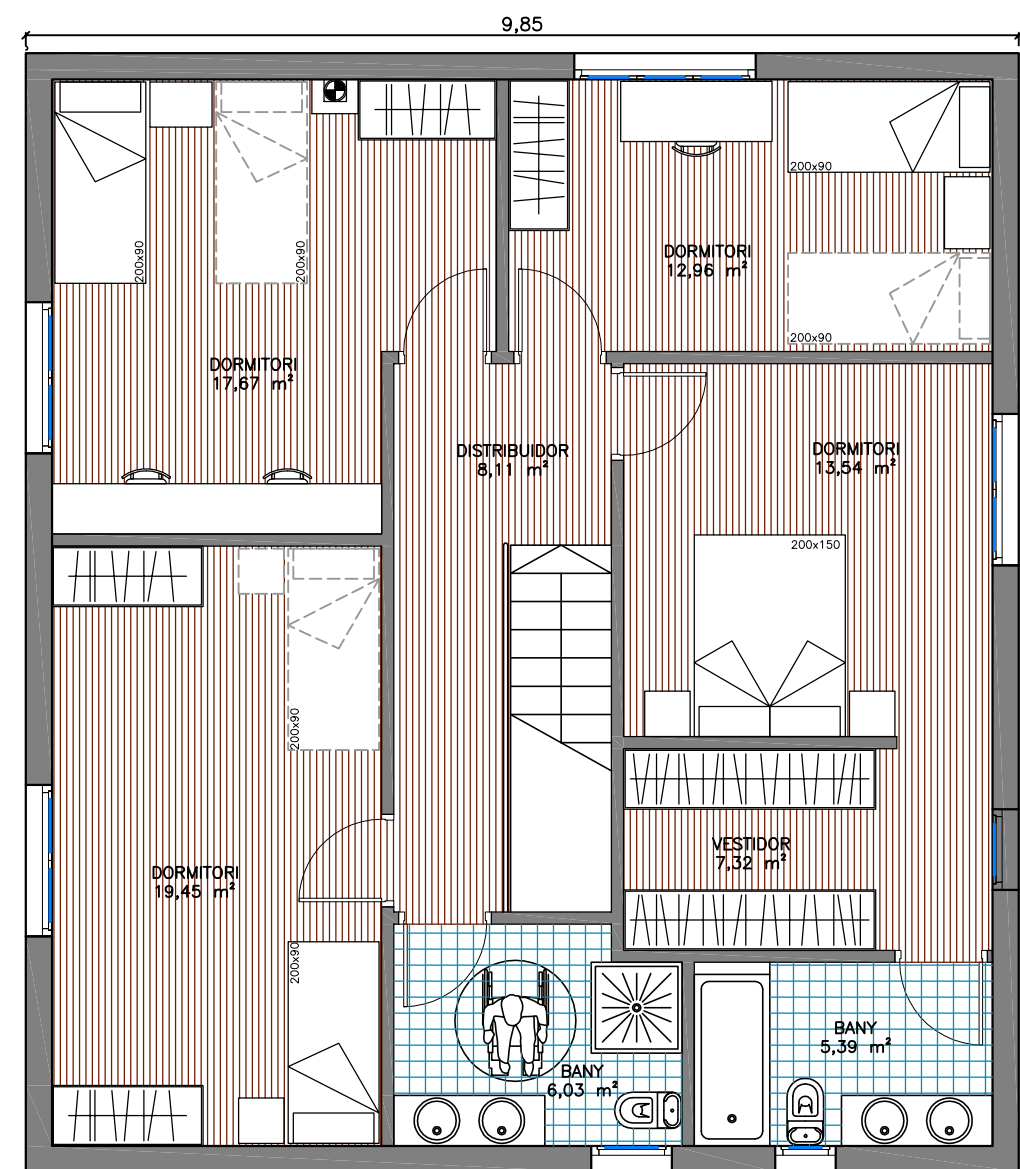 9,85
200x90
200x90
200x90
DORMITORI
12,96 m²
200x90
DORMITORI
17,67 m²
DISTRIBUIDOR
8,11 m²
DORMITORI
13,54 m²
200x150
200x90
VESTIDOR
7,32 m²
DORMITORI
19,45 m²
200x90
BANY
5,39 m²
BANY
6,03 m²